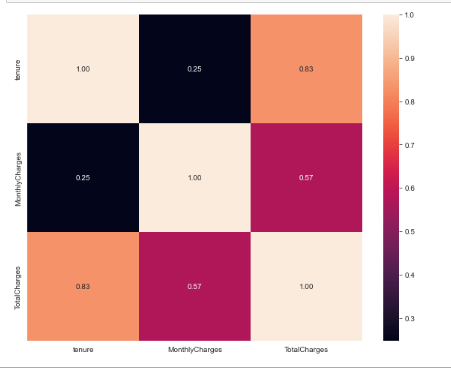 tenure
1.00
0.25
0.83
MonthlyCharges
0.25
1.00
0.57
TotalCharges
0.83
0.57
1.00
tenure
MonthlyCharges
TotalCharges
1.0
0.9
0.8
0.7
0.6
0.5
0.4
0.3